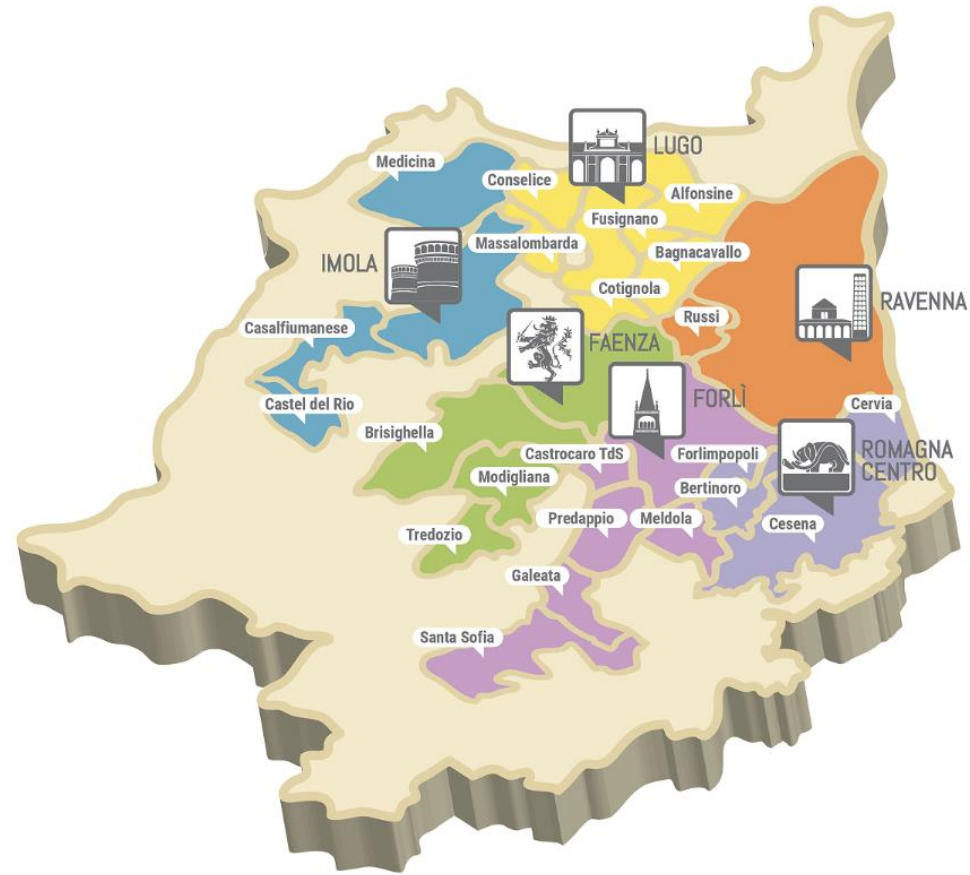 LUGO
Medicina
Conselice
Alfonsine
Fusignano
Massalombarda
Bagnacavallo
IMOLA
Cotignola
RAVENNA
Russi
Casalfiumanese
FAENZA
Castel del Rio
FORLÌ
Cervia
Brisighella
ROMAGNA
CENTRO
Castrocaro TdS
Forlimpopoli
Modigliana
Bertinoro
Predappio
Meldola
Cesena
Tredozio
Galeata
Santa Sofia